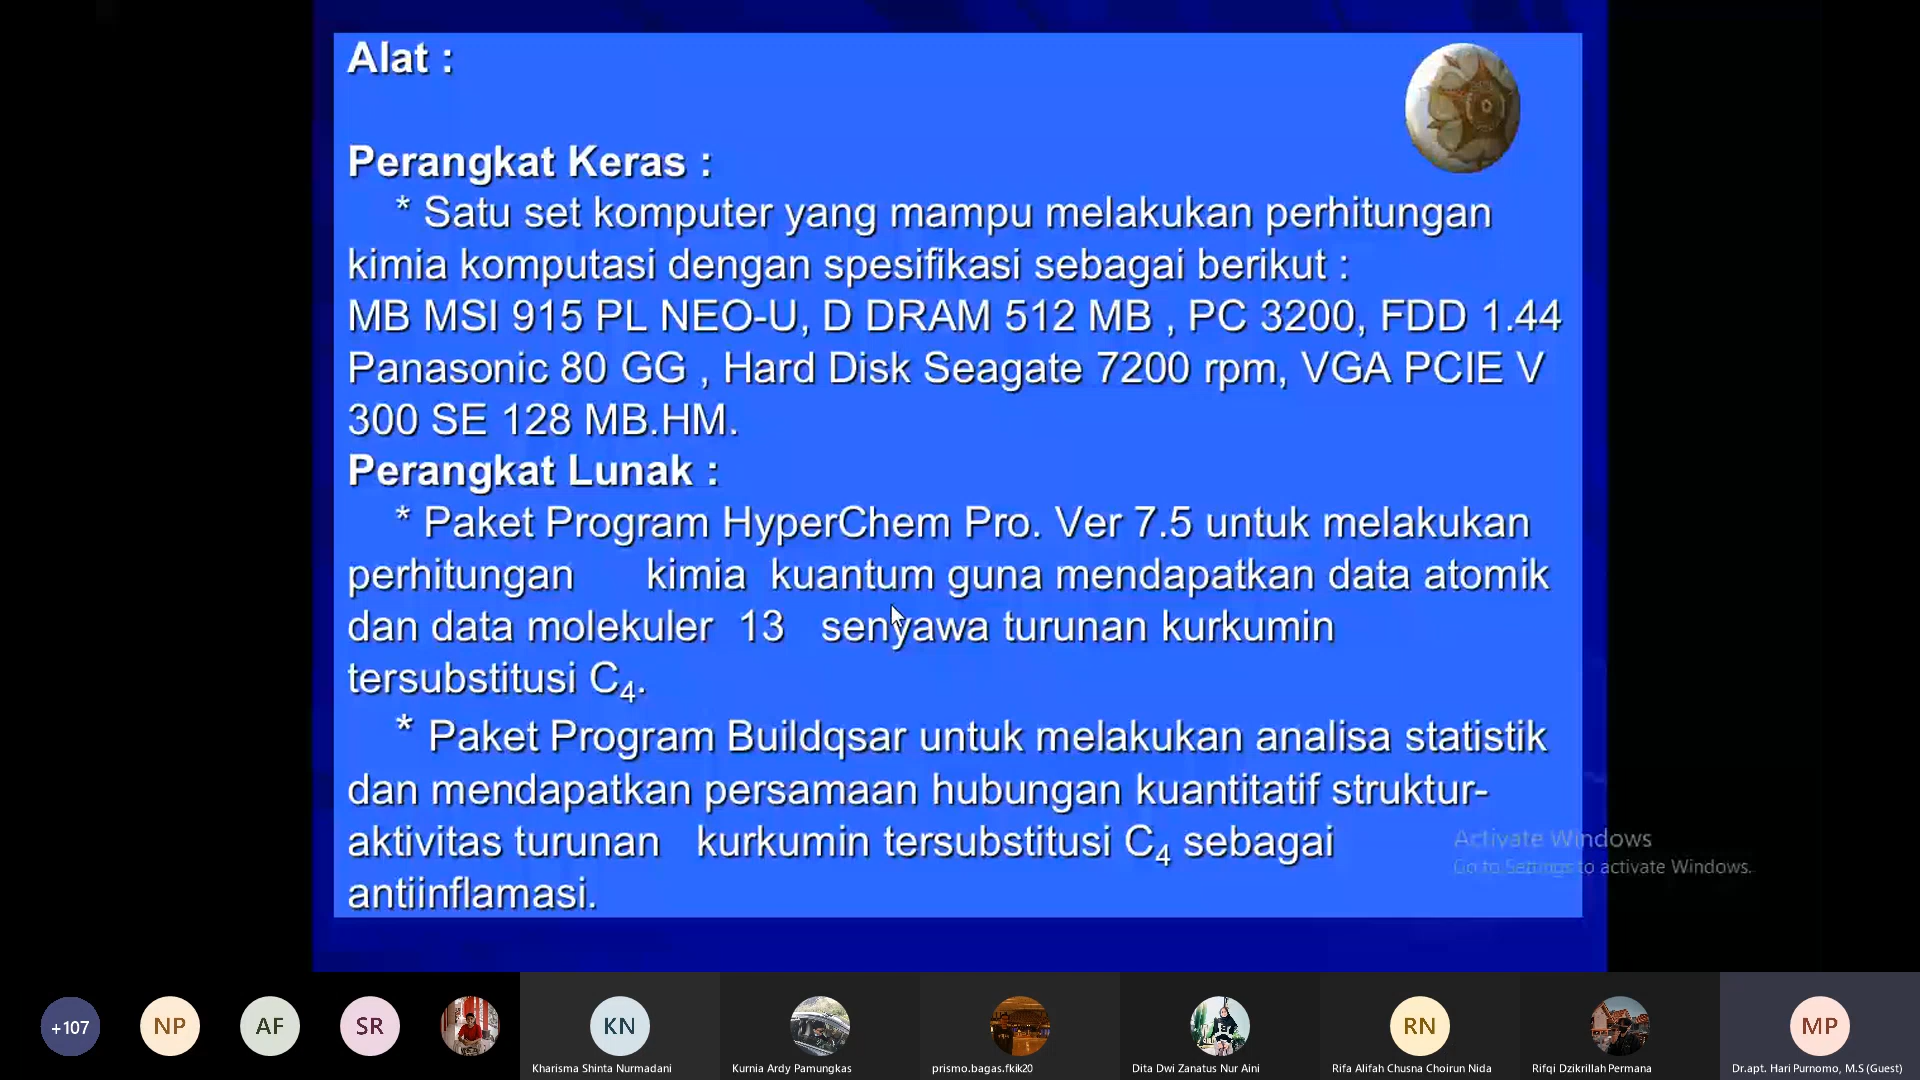 Alat :
Perangkat Keras :
* Satu set komputer yang mampu melakukan perhitungan
kimia komputasi dengan spesifikasi sebagai berikut :
MB MSI 915 PL NEO-U, D DRAM 512 MB , PC 3200, FDD 1.44
Panasonic 80 GG , Hard Disk Seagate 7200 rpm, VGA PCIE V
300 SE 128 MB.HM.
Perangkat Lunak :
* Paket Program HyperChem Pro. Ver 7.5 untuk melakukan
perhitungan kimia kuantum guna mendapatkan data atomik
dan data molekuler 13 senyawa turunan kurkumin
tersubstitusi C₄.
* Paket Program Buildqsar untuk melakukan analisa statistik
dan mendapatkan persamaan hubungan kuantitatif struktur-
aktivitas turunan kurkumin tersubstitusi C₄ sebagai
antiinflamasi.
Activate Windows
Go to Settings to activate Windows.
+107
NP
AF
SR
KN
RN
MP
Kharisma Shinta Nurmadani
Kurnia Ardy Pamungkas
prismo.bagas.fkik20
Dita Dwi Zanatus Nur Aini
Rifa Alifah Chusna Choirun Nida
Rifqi Dzikrillah Permana
Dr.apt. Hari Purnomo, M.S (Guest)